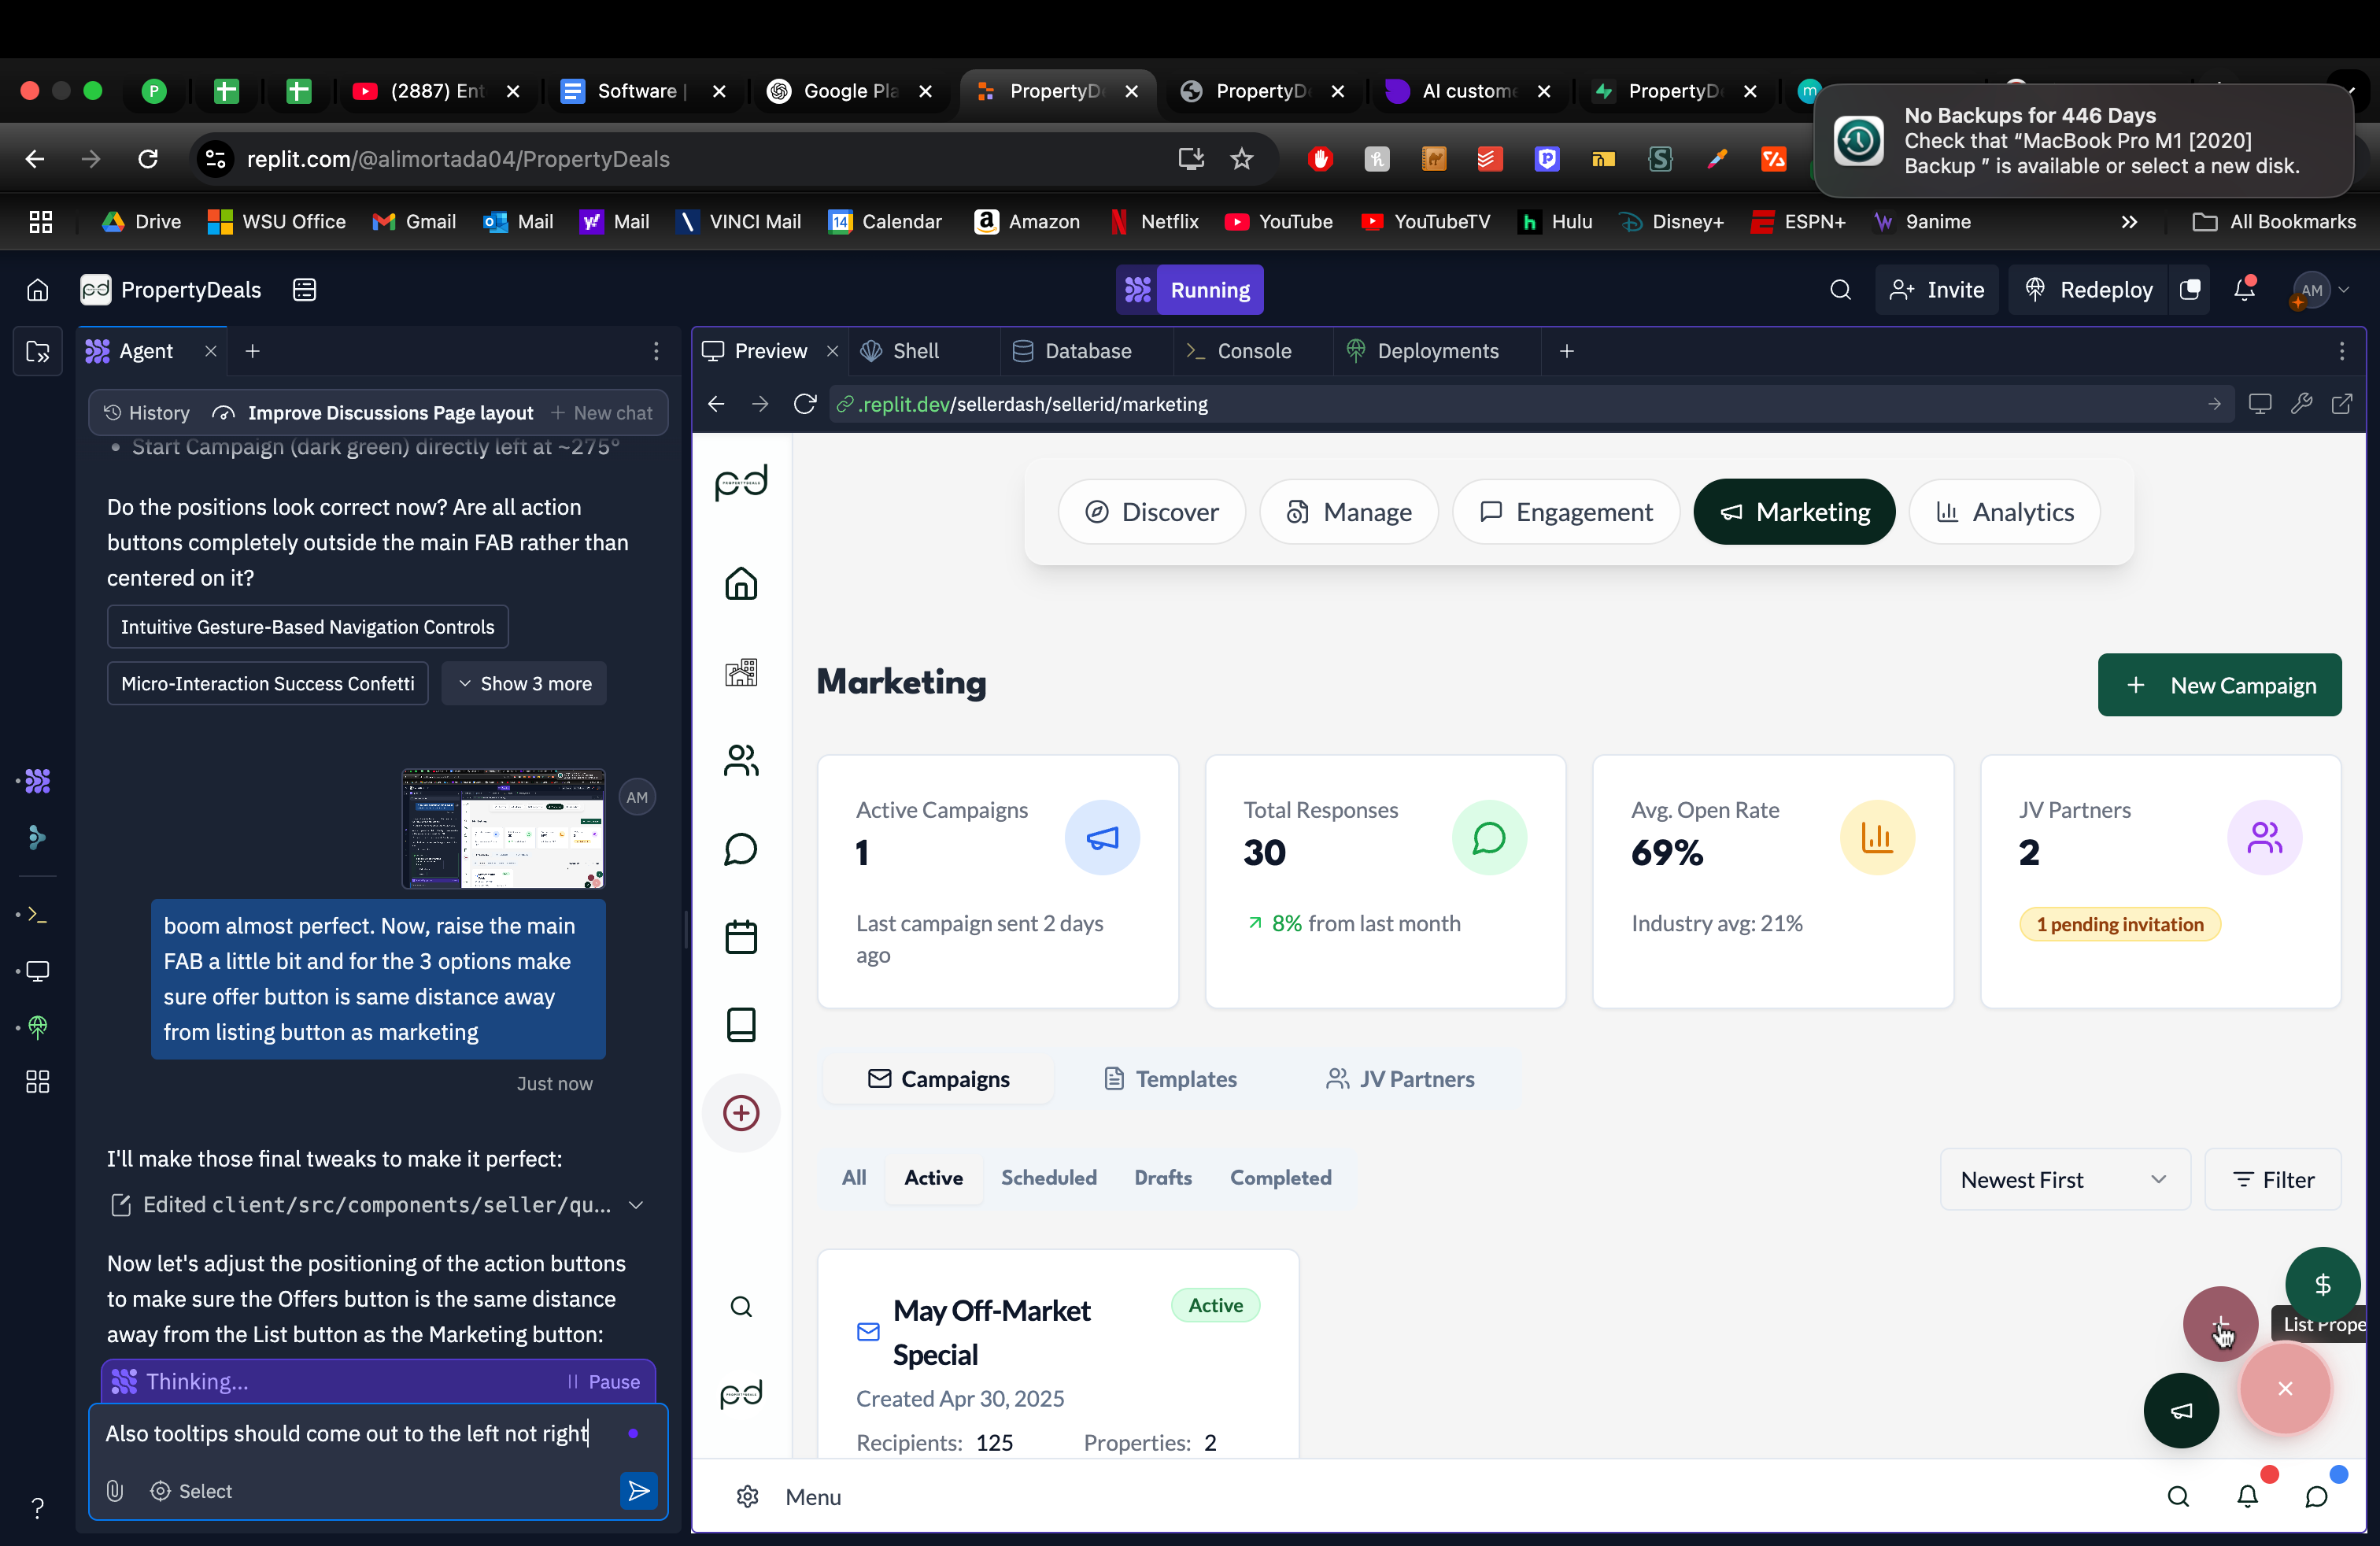 (2887) Ent
Software |
Google Pla
PropertyD
PropertyD
AI custome
PropertyD
No Backups for 446 Days
Check that “MacBook Pro M1 [2020]
Backup ” is available or select a new disk.
replit.com/@alimortada04/PropertyDeals
Drive
WSU Office
Gmail
Mail
Mail
VINCI Mail
Calendar
Amazon
Netflix
YouTube
YouTubeTV
Hulu
Disney+
ESPN+
9anime
All Bookmarks
PropertyDeals
Running
Invite
Redeploy
AM
Agent
Preview
Shell
Database
Console
Deployments
History
Improve Discussions Page layout
New chat
.replit.dev/sellerdash/sellerid/marketing
Start Campaign (dark green) directly left at ~275°
Do the positions look correct now? Are all action
buttons completely outside the main FAB rather than
centered on it?
Intuitive Gesture-Based Navigation Controls
Micro-Interaction Success Confetti
Show 3 more
AM
boom almost perfect. Now, raise the main
FAB a little bit and for the 3 options make
sure offer button is same distance away
from listing button as marketing
Just now
I'll make those final tweaks to make it perfect:
Edited client/src/components/seller/qu...
Now let's adjust the positioning of the action buttons
to make sure the Offers button is the same distance
away from the List button as the Marketing button:
Thinking...
Pause
Also tooltips should come out to the left not right
Select
pd
Discover
Manage
Engagement
Marketing
Analytics
Marketing
New Campaign
Active Campaigns
1
Last campaign sent 2 days
ago
Total Responses
30
8% from last month
Avg. Open Rate
69%
Industry avg: 21%
JV Partners
2
1 pending invitation
Campaigns
Templates
JV Partners
All
Active
Scheduled
Drafts
Completed
Newest First
Filter
May Off-Market
Special
Active
Created Apr 30, 2025
Recipients: 125
Properties: 2
$
List Prope
pd
Menu